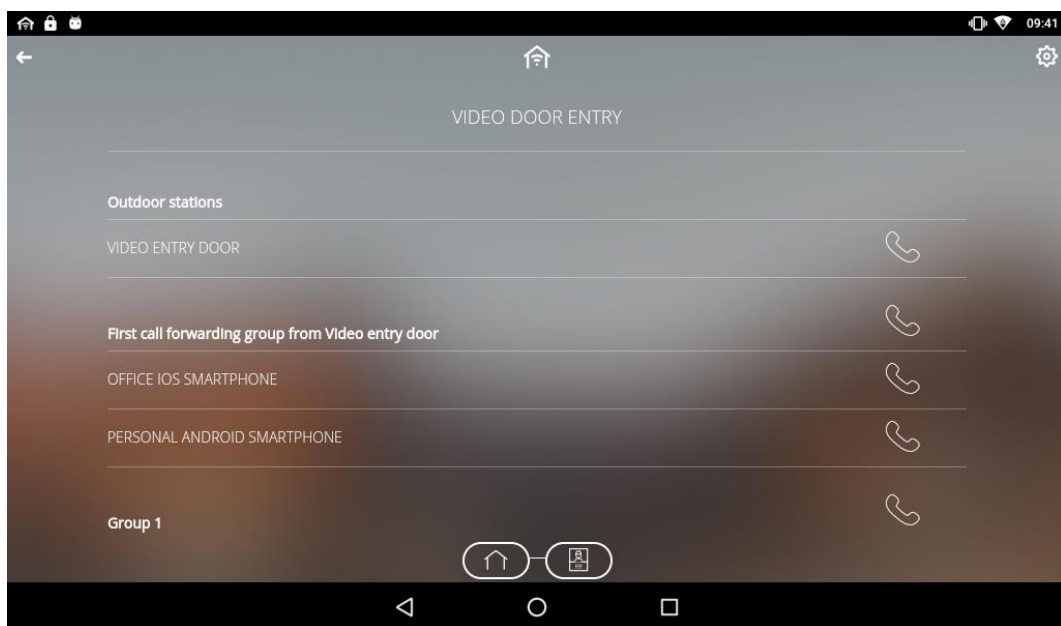 09:41
VIDEO DOOR ENTRY
Outdoor stations
VIDEO ENTRY DOOR
First call forwarding group from Video entry door
OFFICE IOS SMARTPHONE
PERSONAL ANDROID SMARTPHONE
Group 1